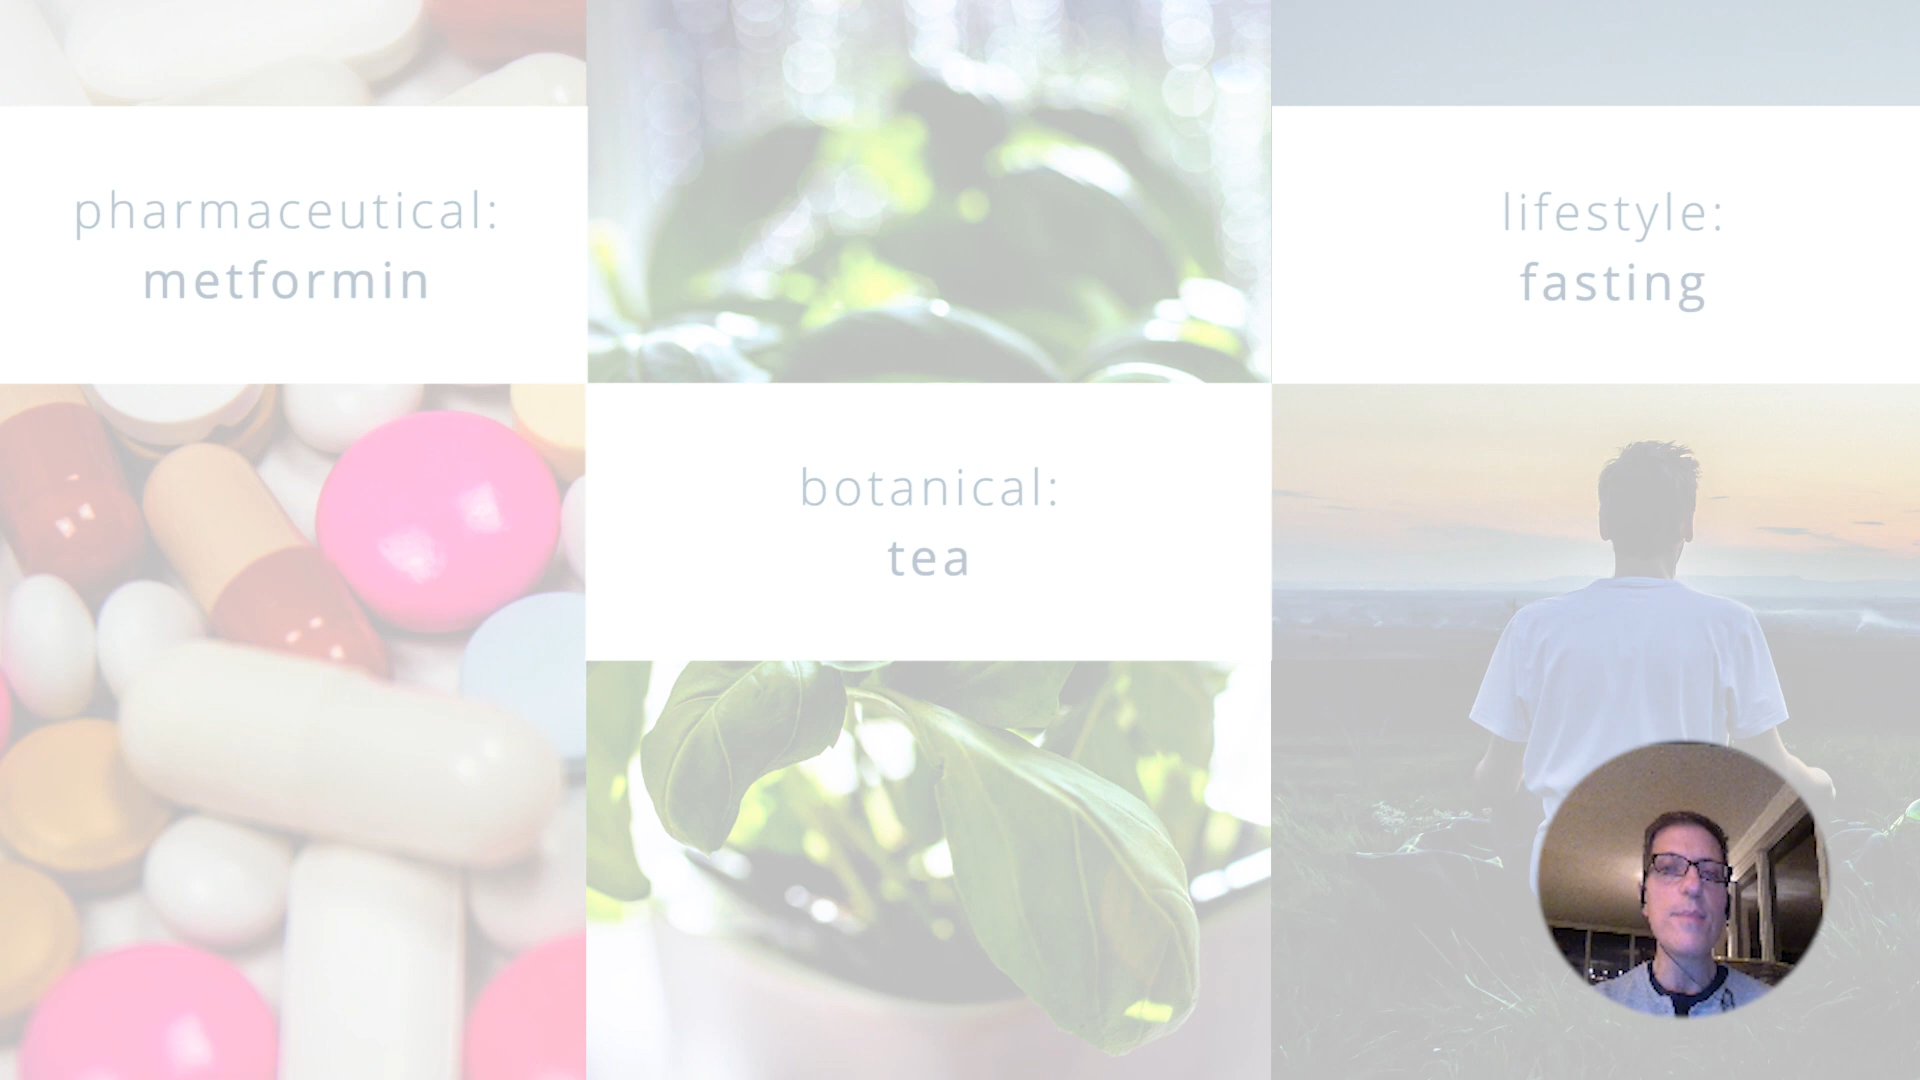 pharmaceutical:
metformin
botanical:
tea
lifestyle:
fasting